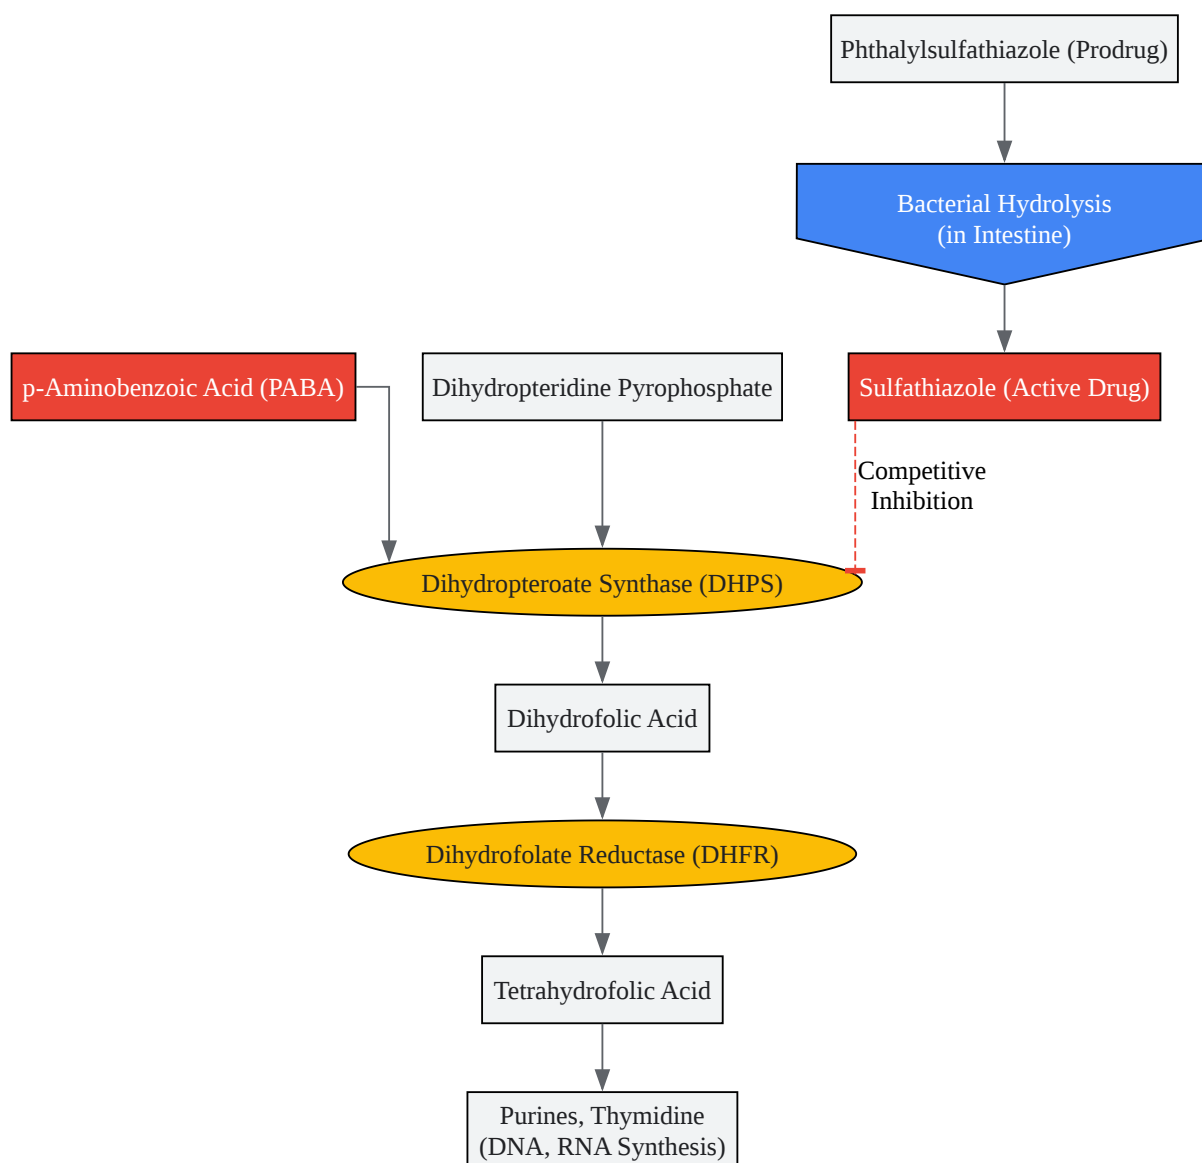 Phthalylsulfathiazole (Prodrug)
Bacterial Hydrolysis
(in Intestine)
p-Aminobenzoic Acid (PABA)
Dihydropteridine Pyrophosphate
Sulfathiazole (Active Drug)
Competitive
Inhibition
Dihydropteroate Synthase (DHPS)
Dihydrofolic Acid
Dihydrofolate Reductase (DHFR)
Tetrahydrofolic Acid
Purines, Thymidine
(DNA, RNA Synthesis)